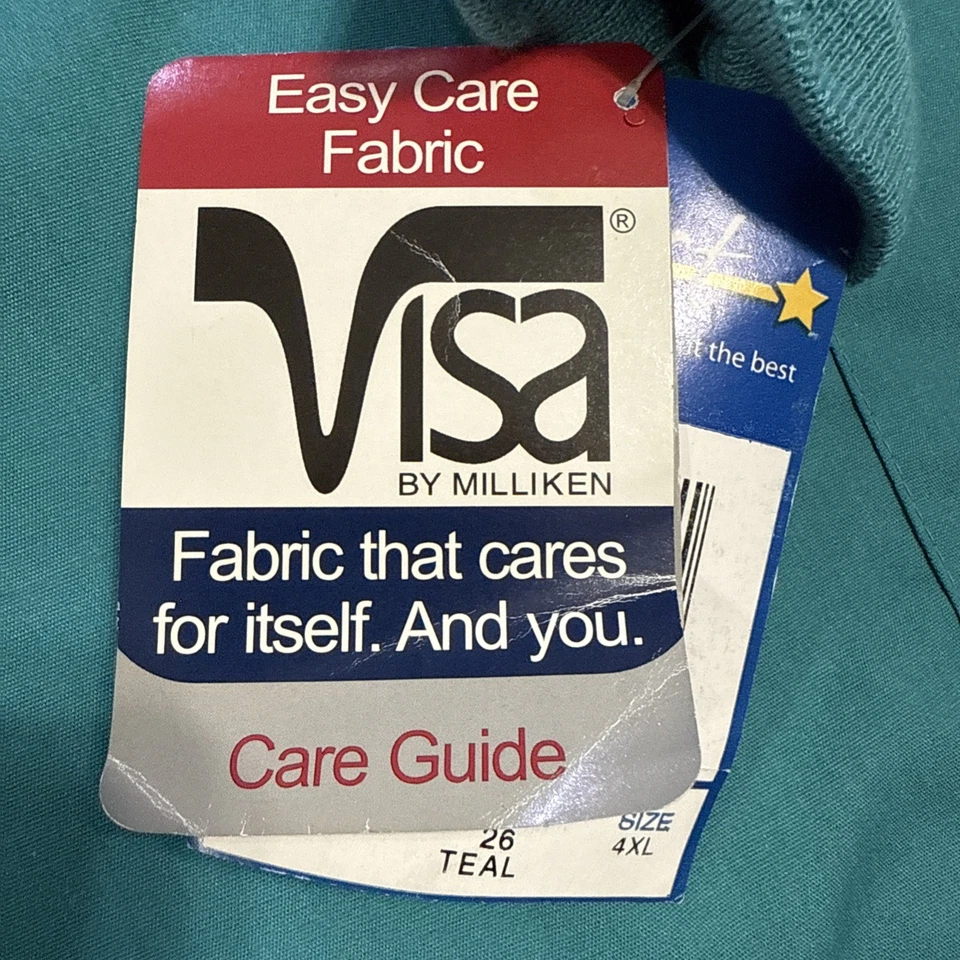 Easy Care
Fabric
Visa®
BY MILLIKEN
Fabric that cares
for itself. And you.
Care Guide
the best
26
TEAL
SIZE
4XL